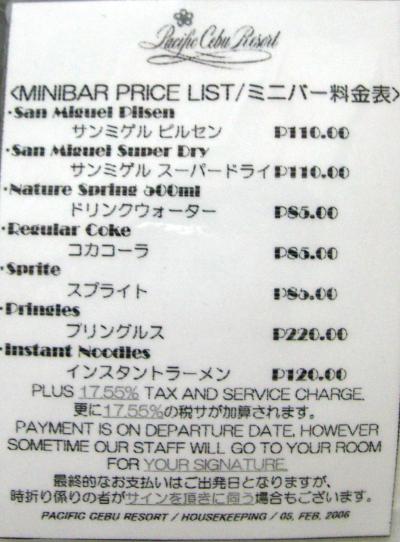 Pacific Cebu Resort
<MINIBAR PRICE LIST/ミニバー料金表>
・San Miguel Pilsen
サンミゲル ピルセン ₱110.00
・San Miguel Super Dry
サンミゲル スーパードライ ₱110.00
・Nature Spring 500ml
ドリンクウォーター ₱85.00
・Regular Coke
コカコーラ ₱85.00
・Sprite
スプライト ₱85.00
・Pringles
プリングルス ₱220.00
・Instant Noodles
インスタントラーメン ₱120.00
PLUS 17.55% TAX AND SERVICE CHARGE.
更に17.55%の税サが加算されます。
PAYMENT IS ON DEPARTURE DATE, HOWEVER
SOMETIME OUR STAFF WILL GO TO YOUR ROOM
FOR YOUR SIGNATURE.
最終的なお支払いはご出発日となりますが、
時折り係りの者がサインを頂きに伺う場合もございます。
PACIFIC CEBU RESORT / HOUSEKEEPING / 05, FEB, 2006